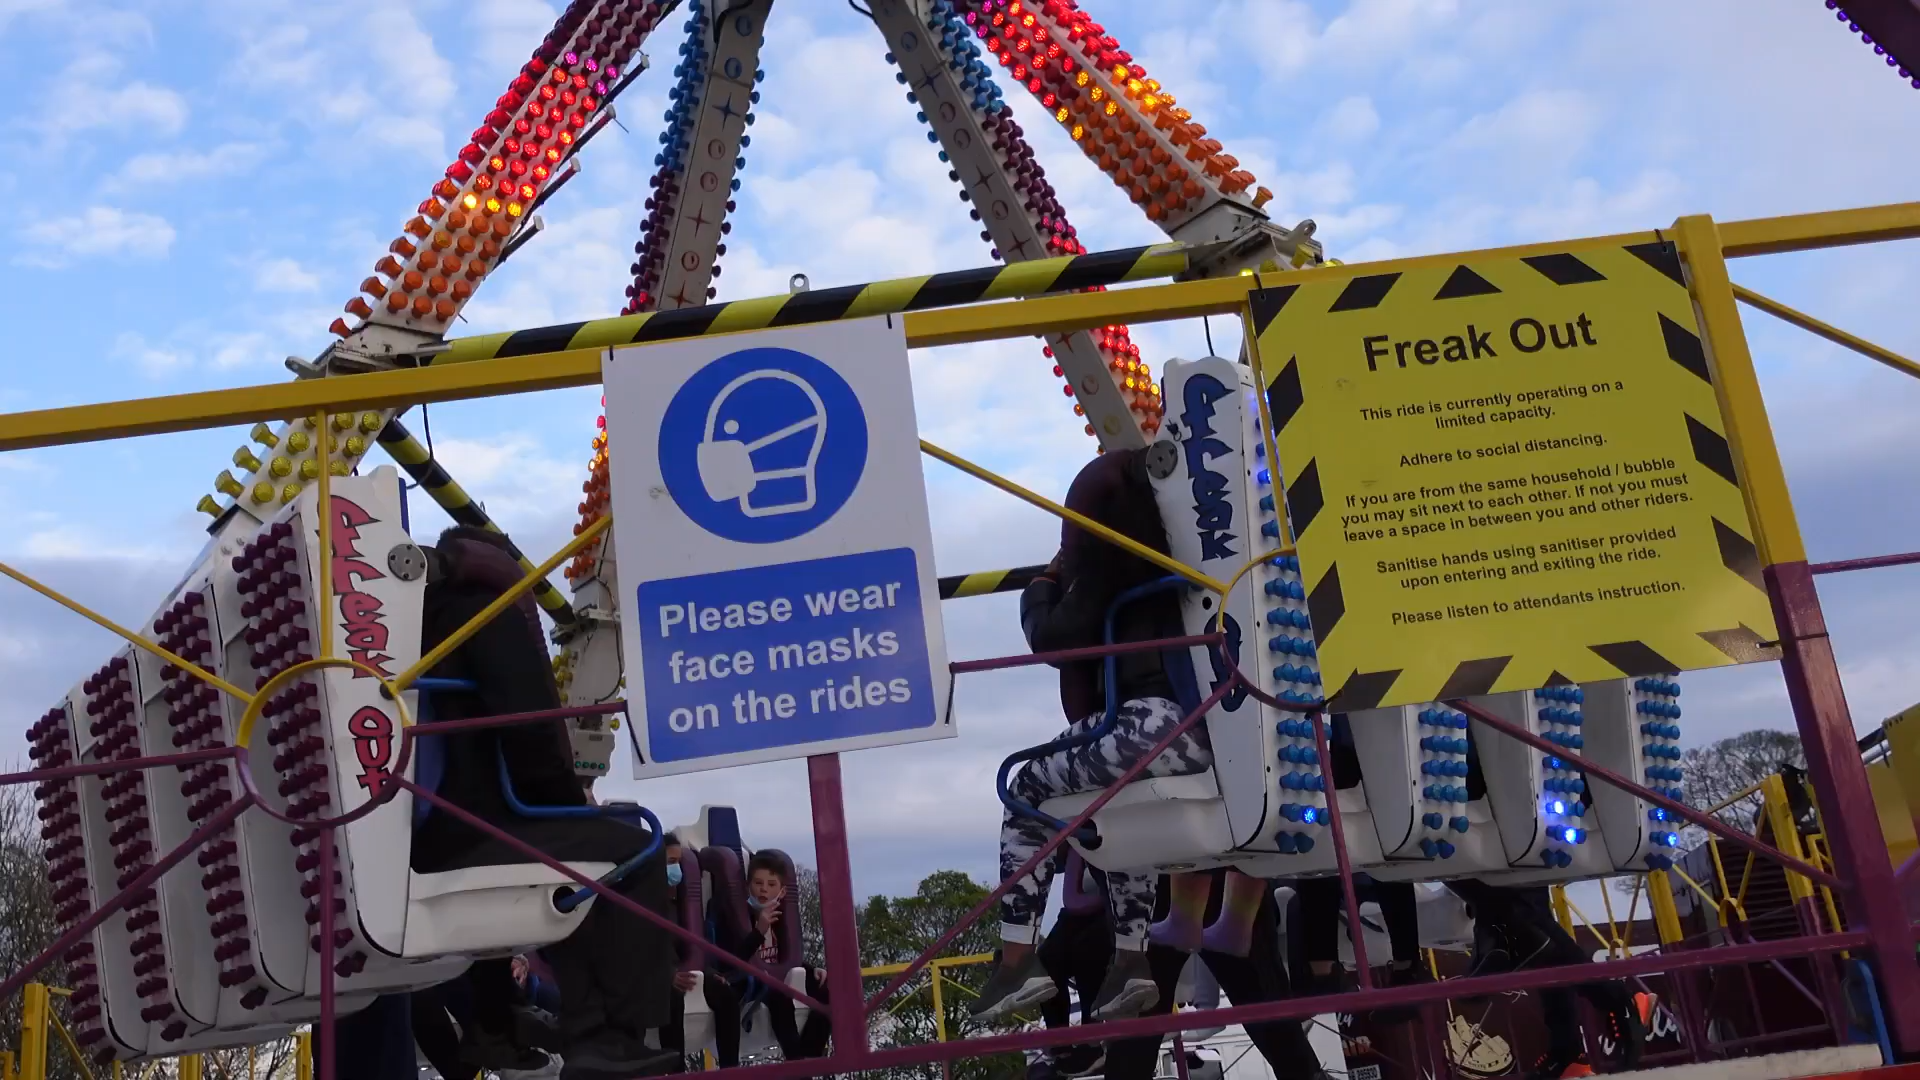 Please wear
face masks
on the rides
Freak Out
This ride is currently operating on a
limited capacity.
Adhere to social distancing.
If you are from the same household / bubble
you may sit next to each other. If not you must
leave a space in between you and other riders.
Sanitise hands using sanitiser provided
upon entering and exiting the ride.
Please listen to attendants instruction.
Freak Out
Freak